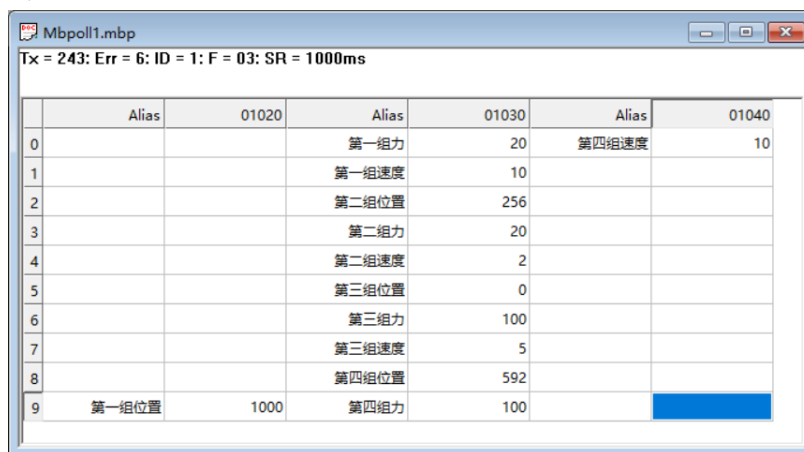 Mbpoll1.mbp
Tx = 243: Err = 6: ID = 1: F = 03: SR = 1000ms
Alias 01020 Alias 01030 Alias 01040
0 第一组力 20 第四组速度 10
1 第一组速度 10
2 第二组位置 256
3 第二组力 20
4 第二组速度 2
5 第三组位置 0
6 第三组力 100
7 第三组速度 5
8 第四组位置 592
9 第一组位置 1000 第四组力 100